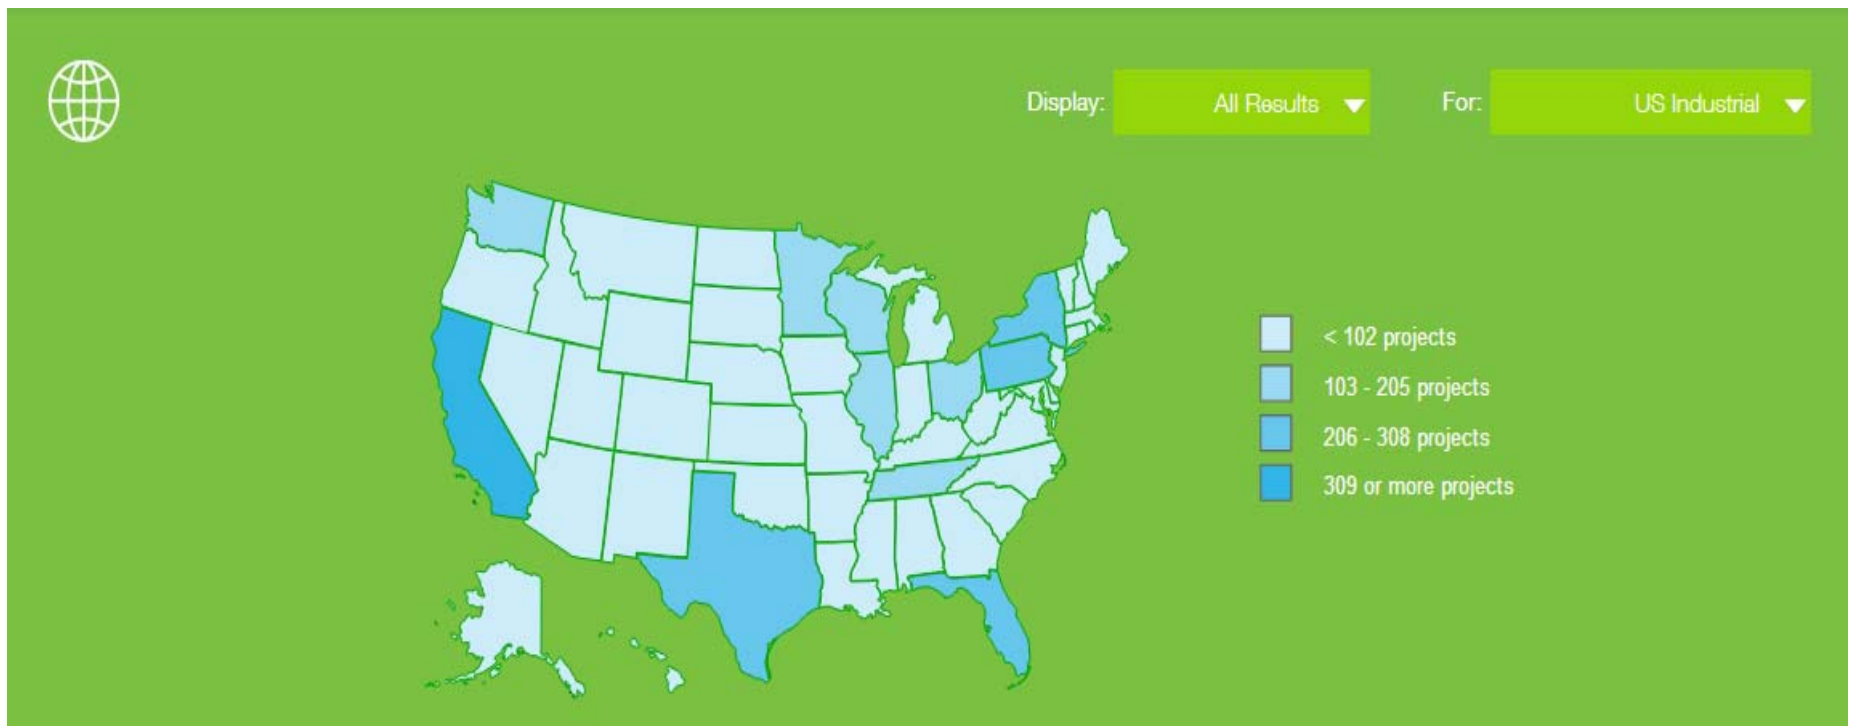 Display: All Results For: US Industrial
< 102 projects
103 - 205 projects
206 - 308 projects
309 or more projects